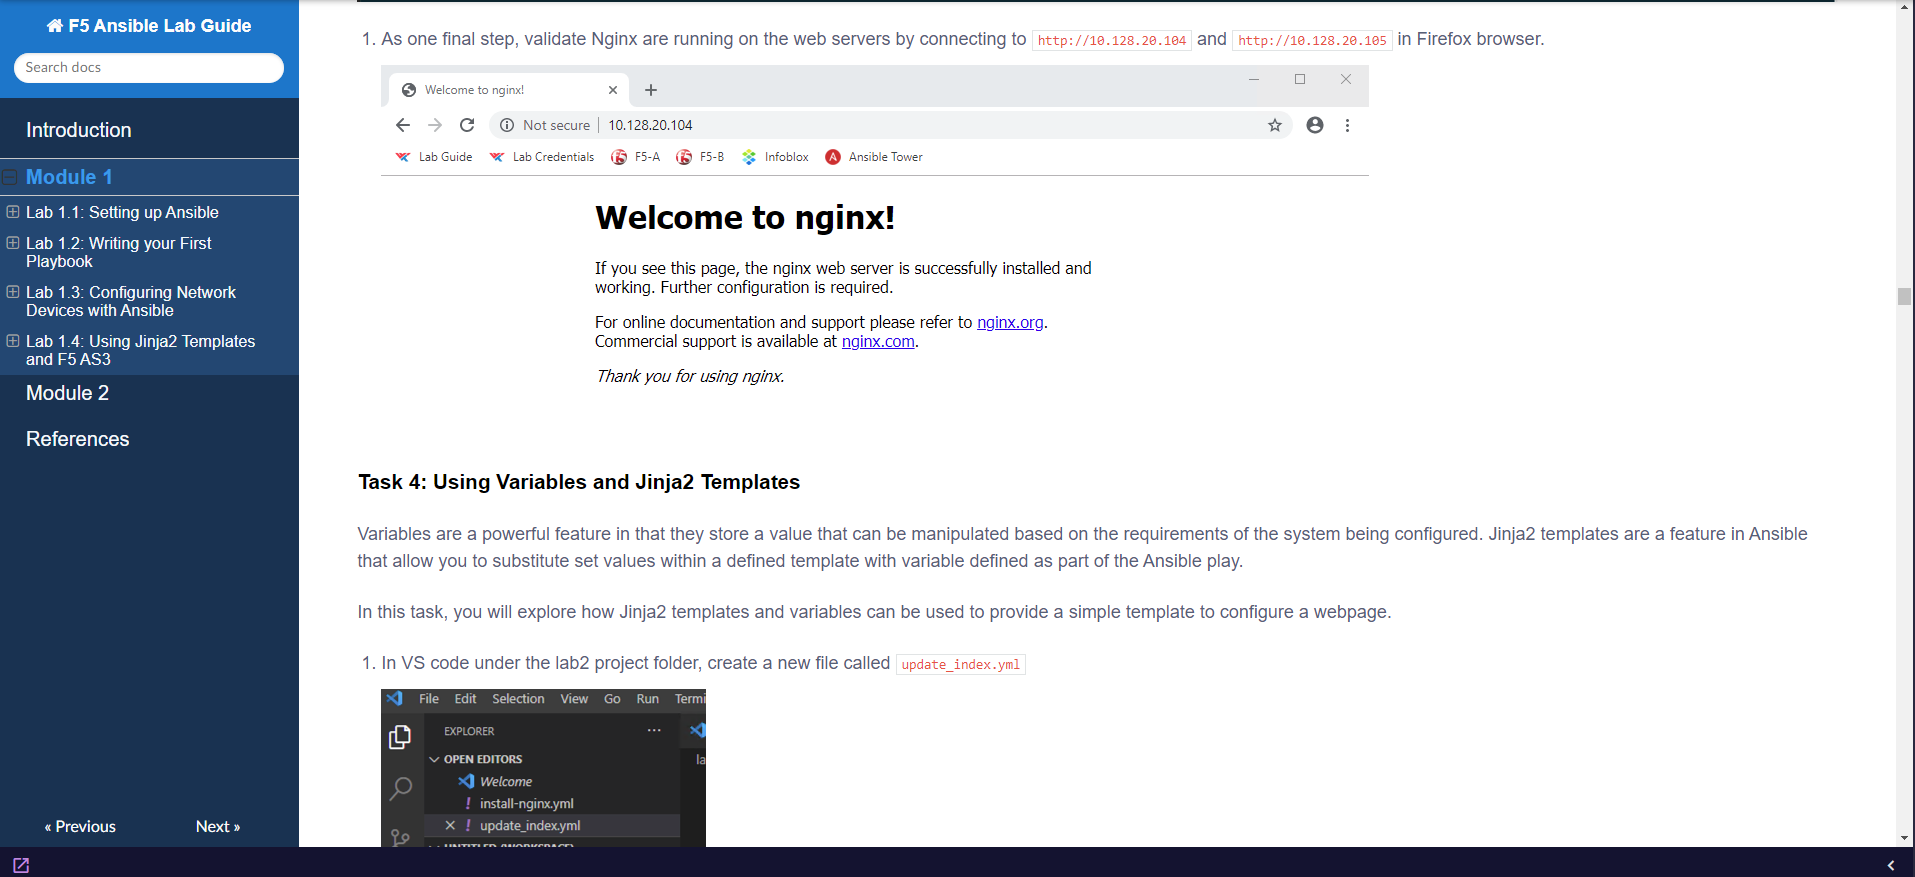 F5 Ansible Lab Guide
Search docs
Introduction
Module 1
Lab 1.1: Setting up Ansible
Lab 1.2: Writing your First
Playbook
Lab 1.3: Configuring Network
Devices with Ansible
Lab 1.4: Using Jinja2 Templates
and F5 AS3
Module 2
References
« Previous
Next »
1. As one final step, validate Nginx are running on the web servers by connecting to http://10.128.20.104 and http://10.128.20.105 in Firefox browser.
Welcome to nginx!
Not secure 10.128.20.104
Lab Guide Lab Credentials F5-A F5-B Infoblox Ansible Tower
Welcome to nginx!
If you see this page, the nginx web server is successfully installed and
working. Further configuration is required.
For online documentation and support please refer to nginx.org.
Commercial support is available at nginx.com.
Thank you for using nginx.
Task 4: Using Variables and Jinja2 Templates
Variables are a powerful feature in that they store a value that can be manipulated based on the requirements of the system being configured. Jinja2 templates are a feature in Ansible
that allow you to substitute set values within a defined template with variable defined as part of the Ansible play.
In this task, you will explore how Jinja2 templates and variables can be used to provide a simple template to configure a webpage.
1. In VS code under the lab2 project folder, create a new file called update_index.yml
File Edit Selection View Go Run Termi
EXPLORER
OPEN EDITORS
la
Welcome
! install-nginx.yml
! update_index.yml
UNTITLED (WORKSPACE)